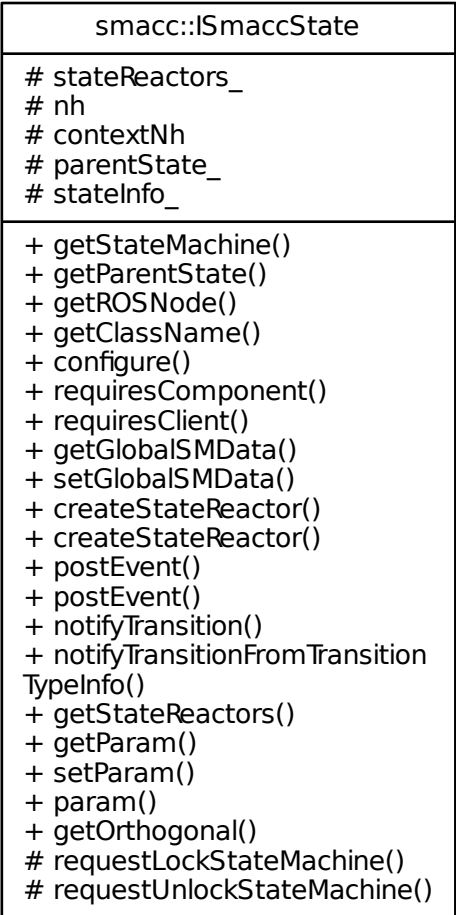 smacc::ISmaccState
# stateReactors_
# nh
# contextNh
# parentState_
# stateInfo_
+ getStateMachine()
+ getParentState()
+ getROSNode()
+ getClassName()
+ configure()
+ requiresComponent()
+ requiresClient()
+ getGlobalSMData()
+ setGlobalSMData()
+ createStateReactor()
+ createStateReactor()
+ postEvent()
+ postEvent()
+ notifyTransition()
+ notifyTransitionFromTransition
TypeInfo()
+ getStateReactors()
+ getParam()
+ setParam()
+ param()
+ getOrthogonal()
# requestLockStateMachine()
# requestUnlockStateMachine()